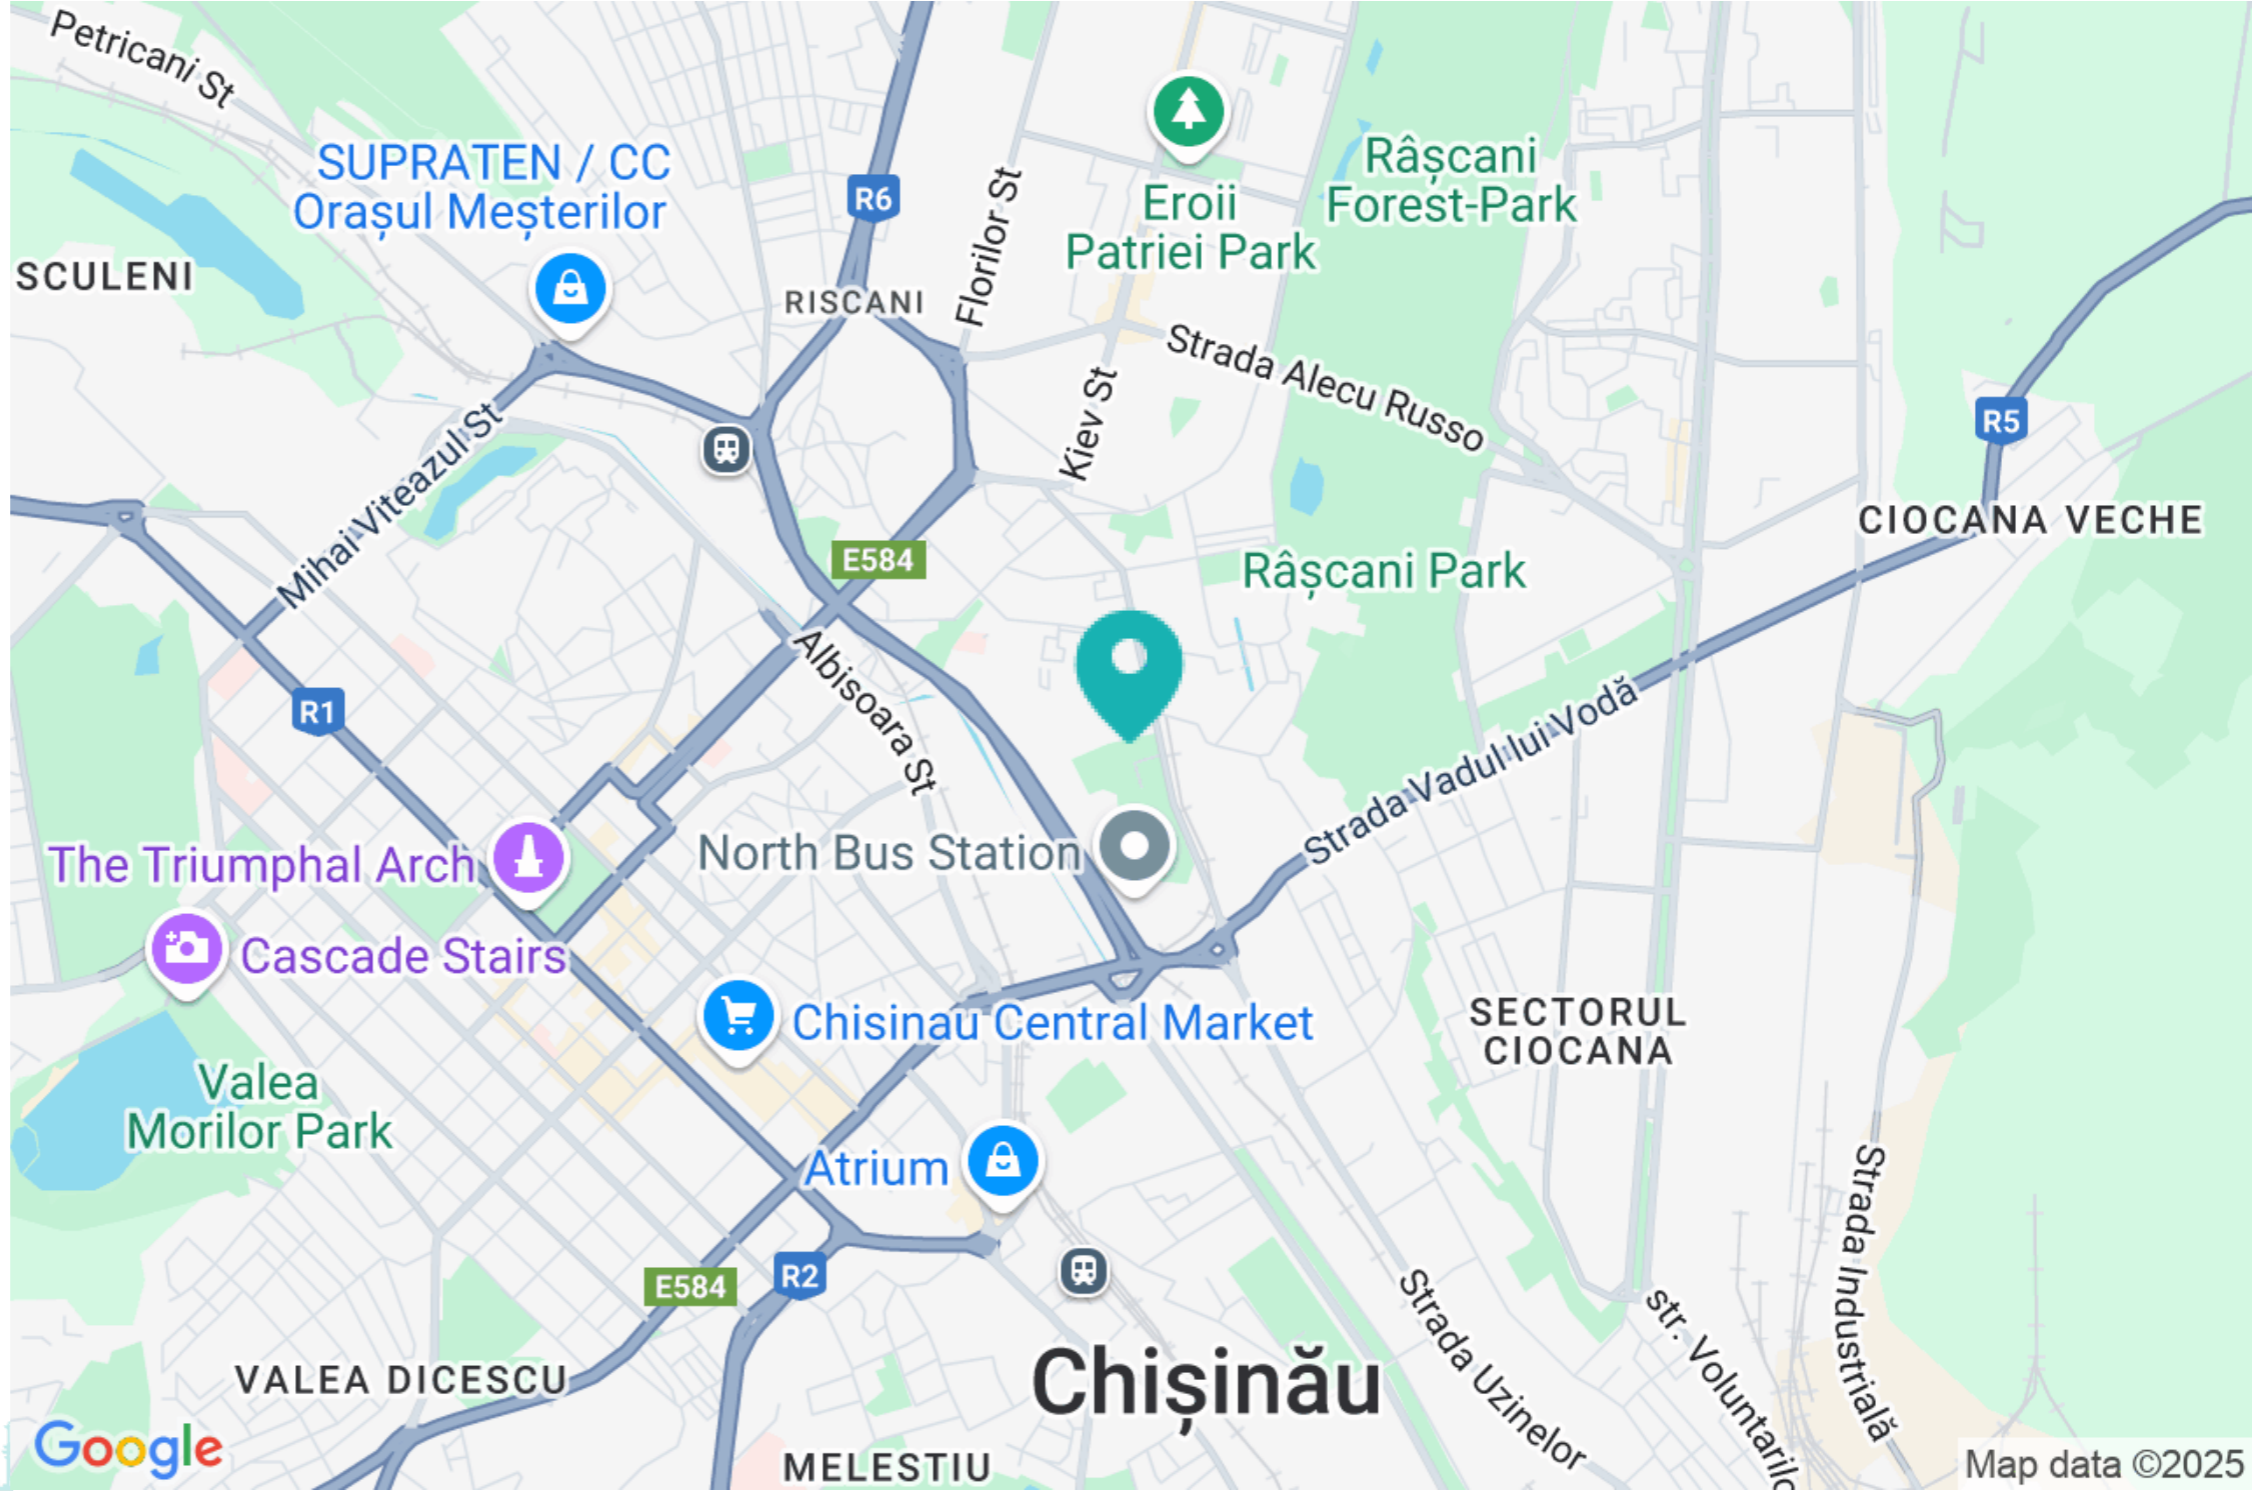 Petricani St
SUPRATEN / CC
Orașul Meșterilor
SCULENI
R6
RISCANI
Florilor St
Eroii
Patriei Park
Râșcani
Forest-Park
Strada Alecu Russo
Kiev St
R5
CIOCANA VECHE
Mihai Viteazul St
E584
Râșcani Park
Albisoara St
R1
Strada Vadul lui Vodă
The Triumphal Arch
North Bus Station
Cascade Stairs
Chisinau Central Market
SECTORUL
CIOCANA
Valea
Morilor Park
Atrium
Strada Industrială
E584
R2
Strada Uzinelor
str. Voluntarilo
VALEA DICESCU
Chișinău
MELESTIU
Google
Map data ©2025